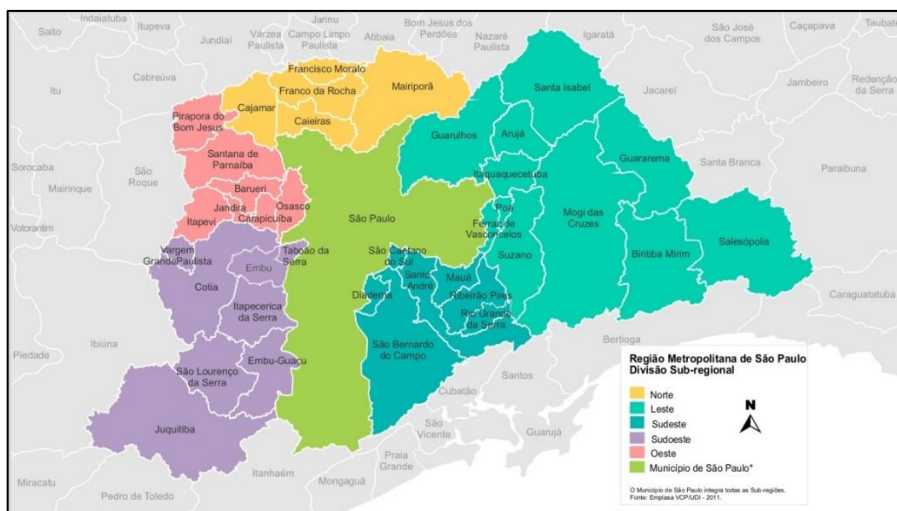 Indaiatuba
Itupeva
Salto
Jundiai
Várzea
Paulista
Jarinu
Campo Limpo
Paulista
Atibaia
Bom Jesus dos
Perdões
Nazaré
Paulista
Igaratá
São José
dos Campos
Caçapava
Taubaté
Redenção
da Serra
Jambeiro
Jacareí
Santa Branca
Paraibuna
Caraguatatuba
Cabreúva
Itu
Sorocaba
Mairinque
São
Roque
Votorantim
Piedade
Ibiúna
Miracatu
Pedro de Toledo
Itanhaém
Mongaguá
Praia
Grande
São
Vicente
Cubatão
Santos
Guarujá
Bertioga
Francisco Morato
Franco da Rocha
Mairiporã
Cajamar
Caieiras
Pirapora do
Bom Jesus
Santana de
Parnaíba
Barueri
Jandira
Osasco
Itapevi
Carapicuíba
São Paulo
Guarulhos
Arujá
Santa Isabel
Itaquaquecetuba
Guararema
Poá
Ferraz de
Vasconcelos
Suzano
Mogi das
Cruzes
Biritiba Mirim
Salesópolis
Vargem
Grande Paulista
Cotia
Embu
Taboão da
Serra
Itapecerica
da Serra
Embu-Guaçu
São Lourenço
da Serra
Juquitiba
São Caetano
do Sul
Santo
André
Mauá
Diadema
Ribeirão Pires
Rio Grande
da Serra
São Bernardo
do Campo
Região Metropolitana de São Paulo
Divisão Sub-regional
Norte
Leste
Sudeste
Sudoeste
Oeste
Município de São Paulo*
N
O Município de São Paulo integra todas as Sub-regiões.
Fonte: Emplasa VCP/UDI - 2011.